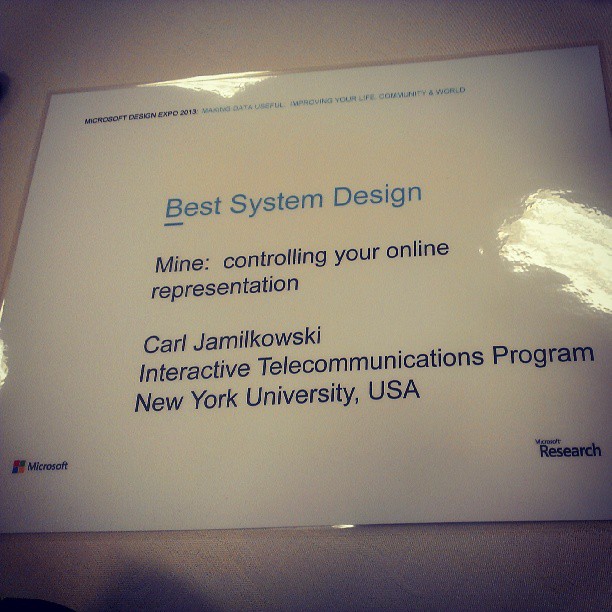 MICROSOFT DESIGN EXPO 2013: MAKING DATA USEFUL: IMPROVING YOUR LIFE, COMMUNITY & WORLD
Best System Design
Mine: controlling your online
representation
Carl Jamilkowski
Interactive Telecommunications Program
New York University, USA
Microsoft
Microsoft
Research